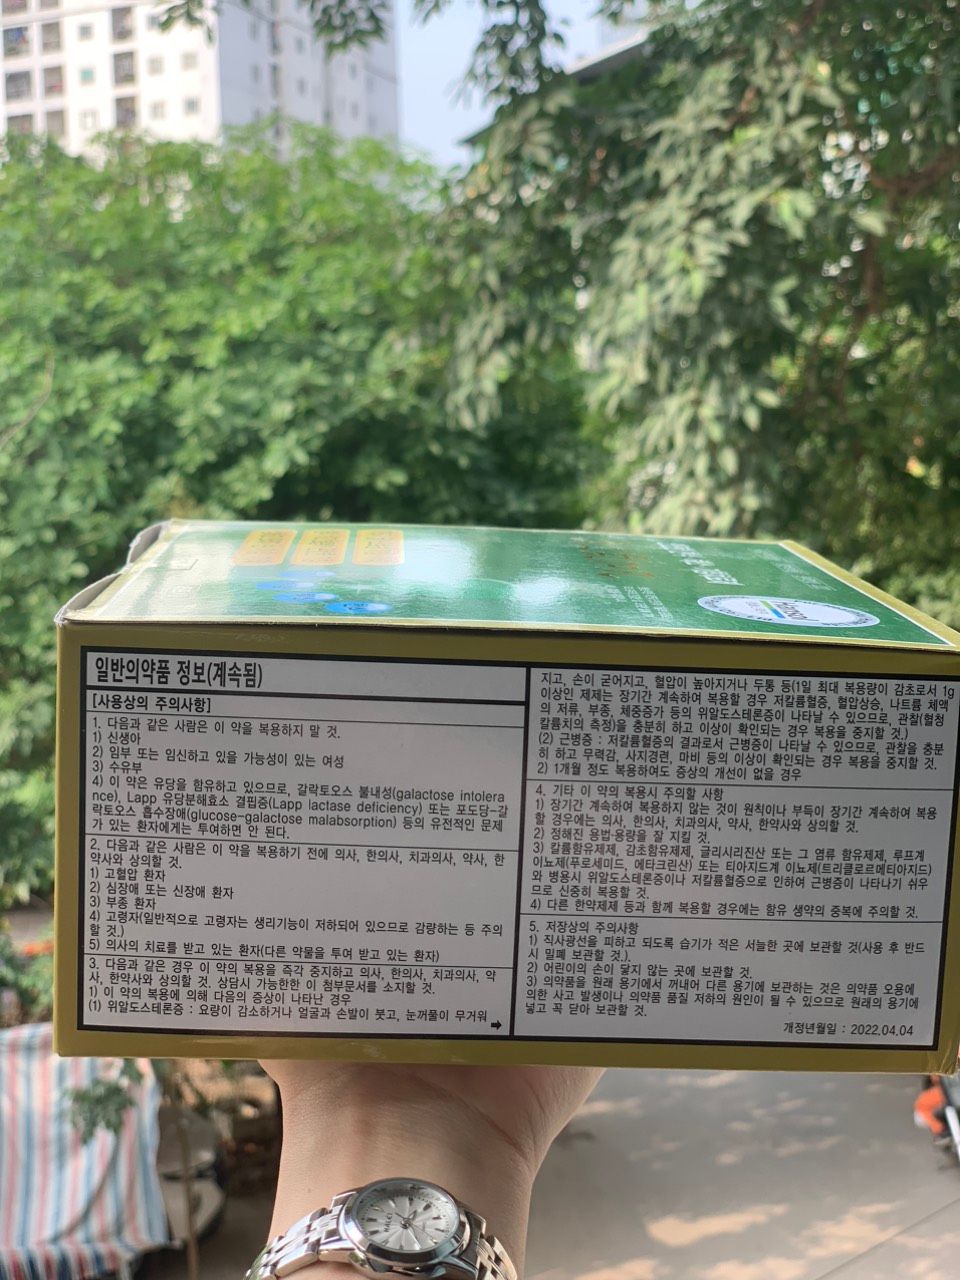 일반의약품 정보(계속됨)
[사용상의 주의사항]
1. 다음과 같은 사람은 이 약을 복용하지 말 것.
1) 신생아
2) 임부 또는 임신하고 있을 가능성이 있는 여성
3) 수유부
4) 이 약은 유당을 함유하고 있으므로, 갈락토오스 불내성(galactose intolera
nce), Lapp 유당분해효소 결핍증(Lapp lactase deficiency) 또는 포도당-갈
락토오스 흡수장애(glucose-galactose malabsorption) 등의 유전적인 문제
가 있는 환자에게는 투여하면 안 된다.
2. 다음과 같은 사람은 이 약을 복용하기 전에 의사, 한의사, 치과의사, 약사, 한
약사와 상의할 것.
1) 고혈압 환자
2) 심장애 또는 신장애 환자
3) 부종 환자
4) 고령자(일반적으로 고령자는 생리기능이 저하되어 있으므로 감량하는 등 주의
할 것.)
5) 의사의 치료를 받고 있는 환자(다른 약물을 투여 받고 있는 환자)
3. 다음과 같은 경우 이 약의 복용을 즉각 중지하고 의사, 한의사, 치과의사, 약
사, 한약사와 상의할 것. 상담시 가능한한 이 첨부문서를 소지할 것.
1) 이 약의 복용에 의해 다음의 증상이 나타난 경우
(1) 위알도스테론증 : 요량이 감소하거나 얼굴과 손발이 붓고, 눈꺼풀이 무거워
지고, 손이 굳어지고, 혈압이 높아지거나 두통 등(1일 최대 복용량이 감초로서 1g
이상인 제제는 장기간 계속하여 복용할 경우 저칼륨혈증, 혈압상승, 나트륨 체액
의 저류, 부종, 체중증가 등의 위알도스테론증이 나타날 수 있으므로, 관찰(혈청
칼륨치의 측정)을 충분히 하고 이상이 확인되는 경우 복용을 중지할 것.)
(2) 근병증 : 저칼륨혈증의 결과로서 근병증이 나타날 수 있으므로, 관찰을 충분
히 하고 무력감, 사지경련, 마비 등의 이상이 확인되는 경우 복용을 중지할 것.
2) 1개월 정도 복용하여도 증상의 개선이 없을 경우
4. 기타 이 약의 복용시 주의할 사항
1) 장기간 계속하여 복용하지 않는 것이 원칙이나 부득이 장기간 계속하여 복용
할 경우에는 의사, 한의사, 치과의사, 약사, 한약사와 상의할 것.
2) 정해진 용법·용량을 잘 지킬 것.
3) 칼륨함유제제, 감초함유제제, 글리시리진산 또는 그 염류 함유제제, 루프계
이뇨제(푸로세미드, 에타크린산) 또는 티아지드계 이뇨제(트리클로르메티아지드)
와 병용시 위알도스테론증이나 저칼륨혈증으로 인하여 근병증이 나타나기 쉬우
므로 신중히 복용할 것.
4) 다른 한약제제 등과 함께 복용할 경우에는 함유 생약의 중복에 주의할 것.
5. 저장상의 주의사항
1) 직사광선을 피하고 되도록 습기가 적은 서늘한 곳에 보관할 것(사용 후 반드
시 밀폐 보관할 것.).
2) 어린이의 손이 닿지 않는 곳에 보관할 것.
3) 의약품을 원래 용기에서 꺼내어 다른 용기에 보관하는 것은 의약품 오용에
의한 사고 발생이나 의약품 품질 저하의 원인이 될 수 있으므로 원래의 용기에
넣고 꼭 닫아 보관할 것.
개정년월일 : 2022.04.04
Hansol